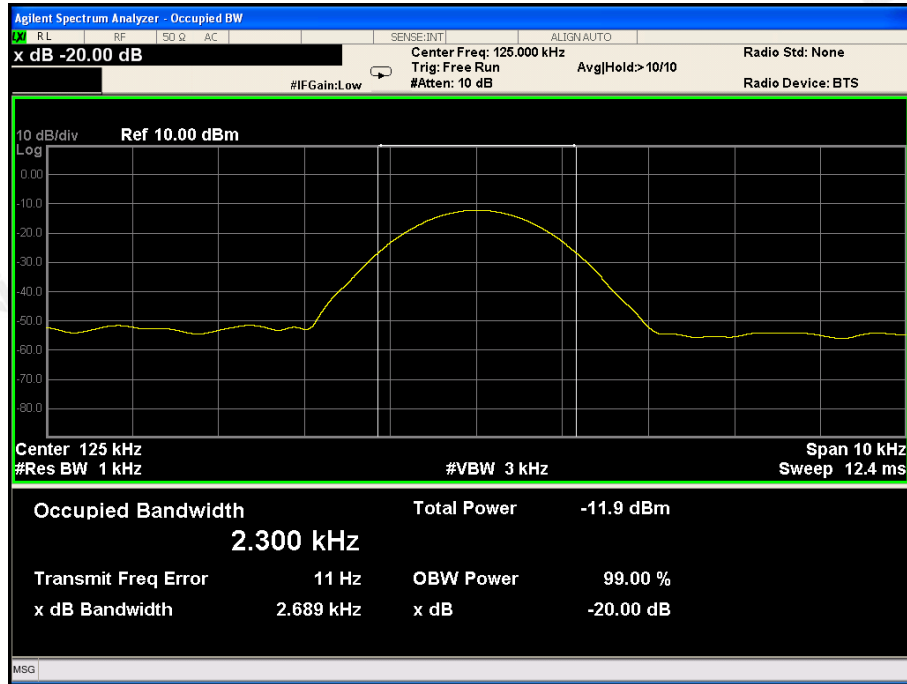 Agilent Spectrum Analyzer - Occupied BW
LXI RL RF 50 Ω AC SENSE:INT ALIGN AUTO
x dB -20.00 dB Center Freq: 125.000 kHz Radio Std: None
Trig: Free Run Avg|Hold:>10/10
#IFGain:Low #Atten: 10 dB Radio Device: BTS
10 dB/div Ref 10.00 dBm
Log
0.00
-10.0
-20.0
-30.0
-40.0
-50.0
-60.0
-70.0
-80.0
Center 125 kHz Span 10 kHz
#Res BW 1 kHz #VBW 3 kHz Sweep 12.4 ms
Occupied Bandwidth Total Power -11.9 dBm
2.300 kHz
Transmit Freq Error 11 Hz OBW Power 99.00 %
x dB Bandwidth 2.689 kHz x dB -20.00 dB
MSG